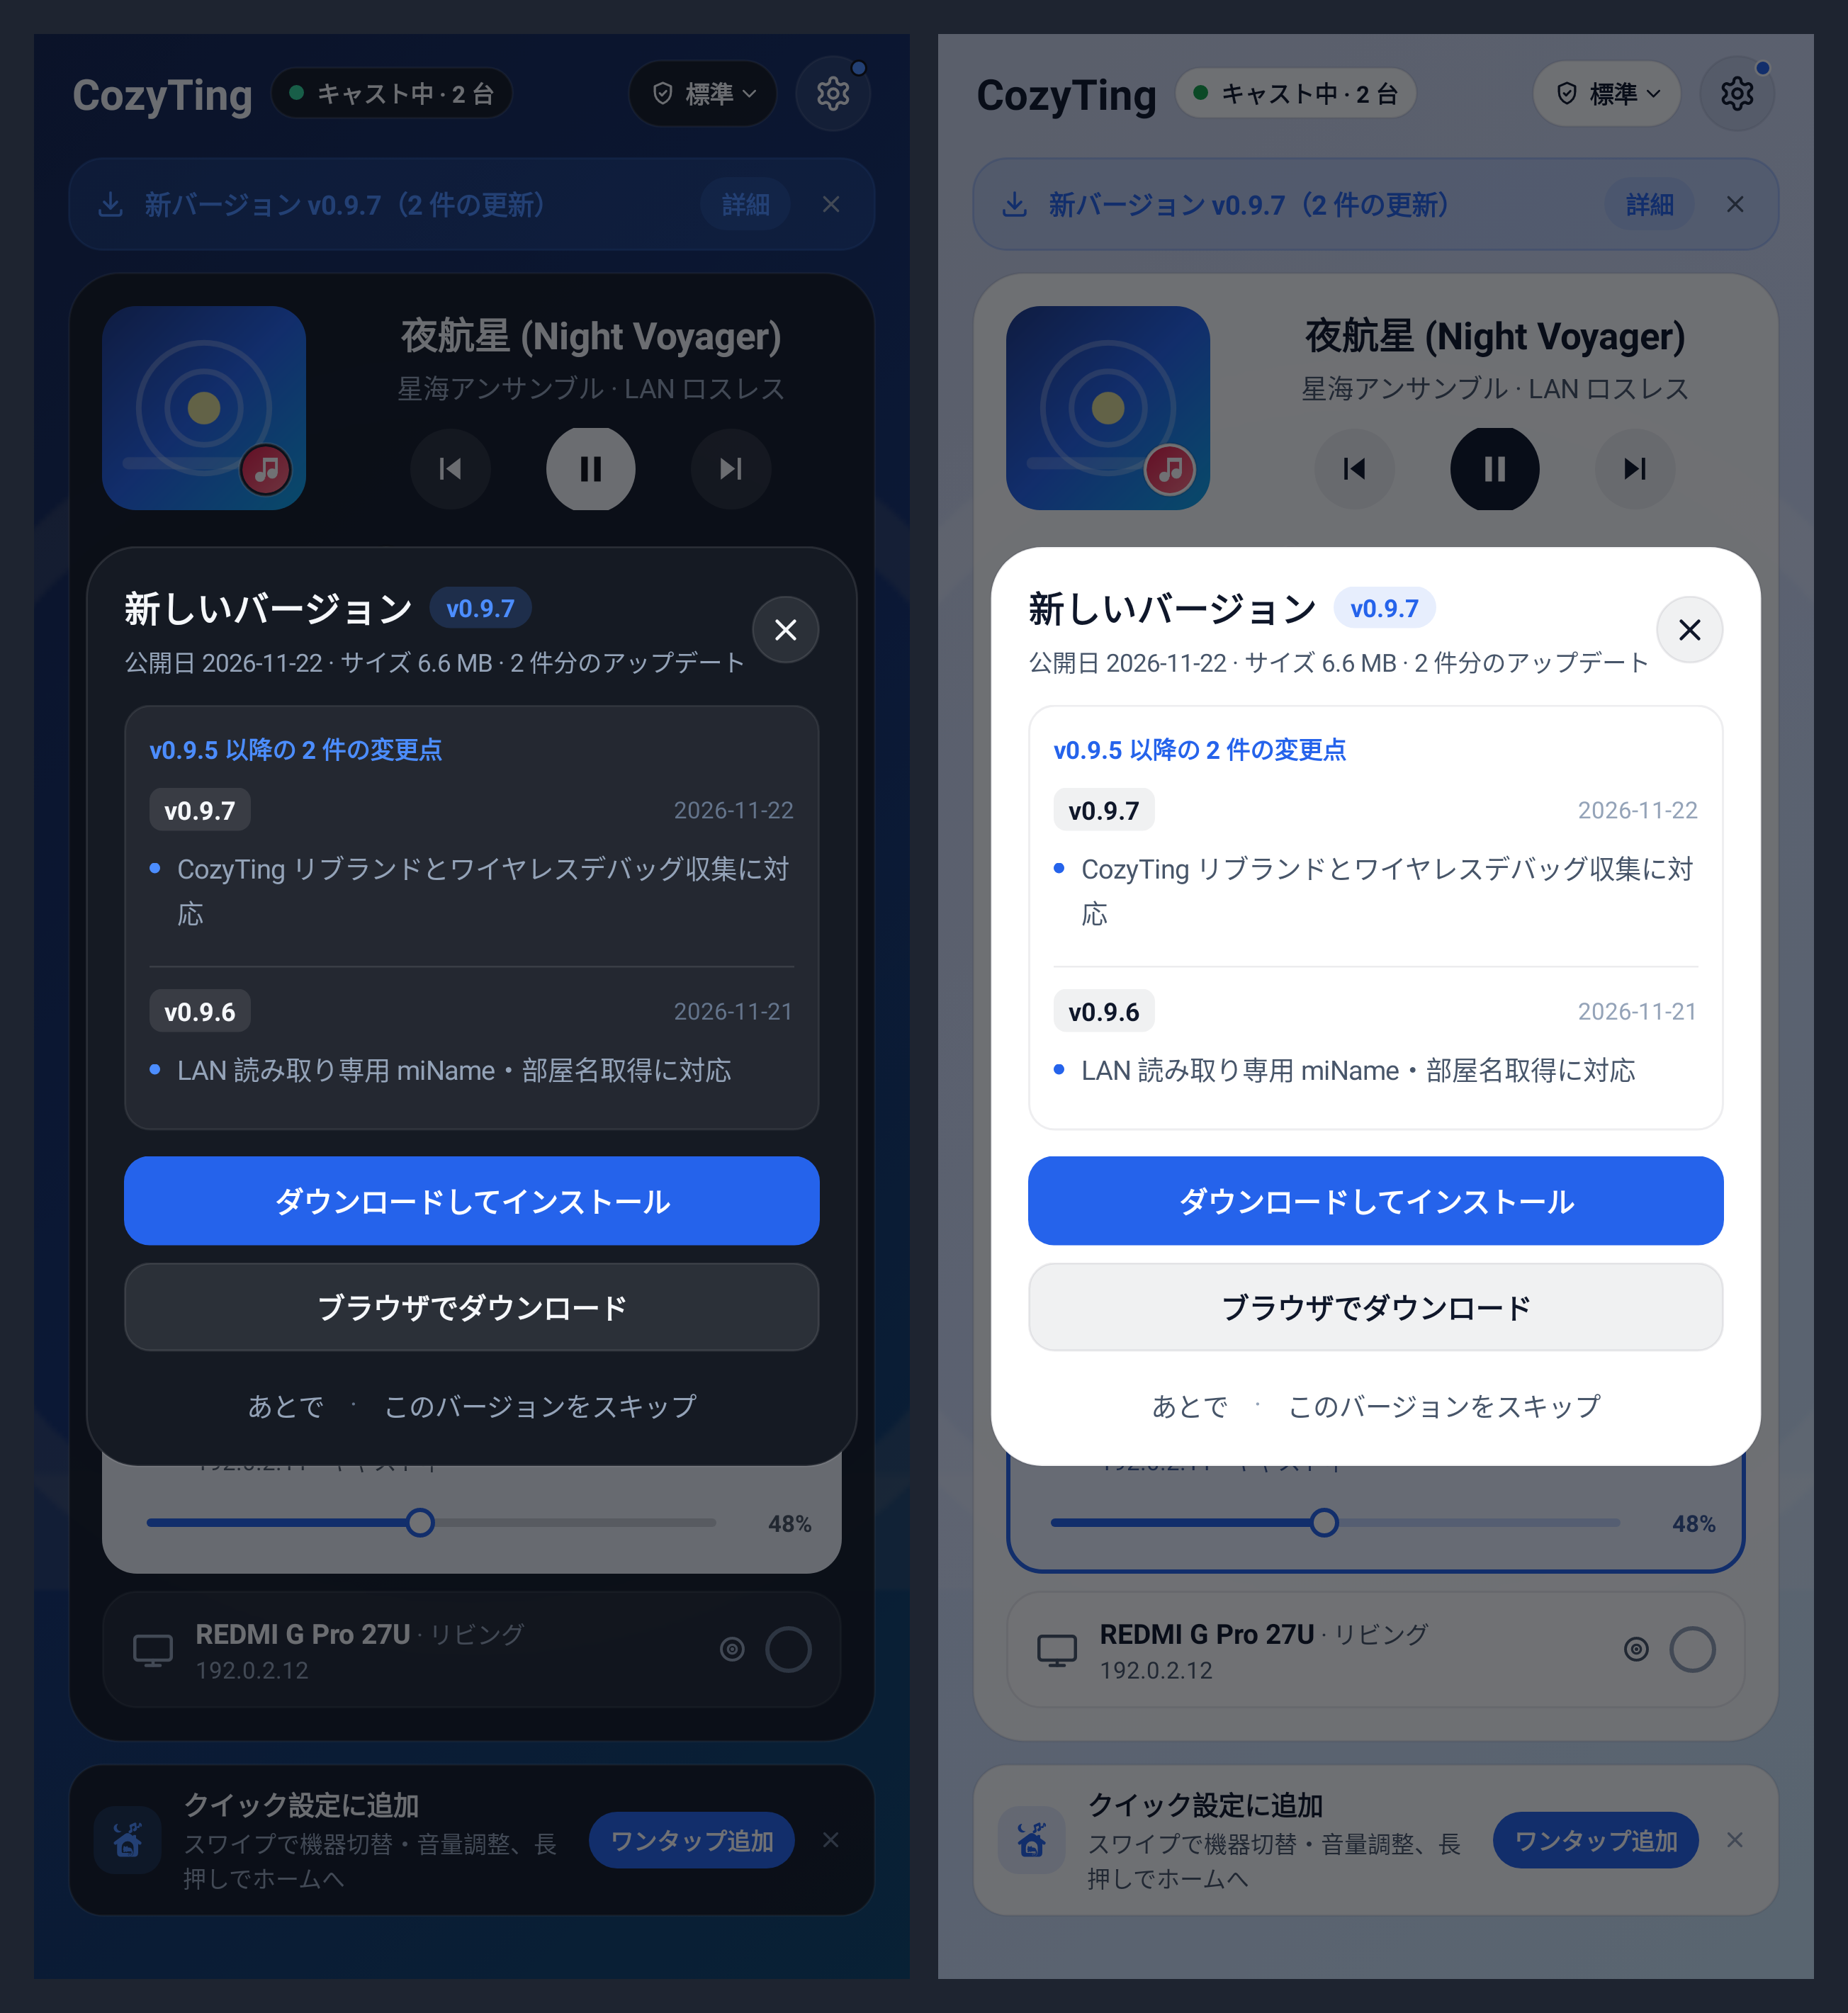 CozyTing
キャスト中 · 2 台
標準
新バージョン v0.9.7（2 件の更新）
詳細
夜航星 (Night Voyager)
星海アンサンブル · LAN ロスレス
新しいバージョン
v0.9.7
公開日 2026-11-22 · サイズ 6.6 MB · 2 件分のアップデート
v0.9.5 以降の 2 件の変更点
v0.9.7
2026-11-22
CozyTing リブランドとワイヤレスデバッグ収集に対
応
v0.9.6
2026-11-21
LAN 読み取り専用 miName・部屋名取得に対応
ダウンロードしてインストール
ブラウザでダウンロード
あとで · このバージョンをスキップ
48%
REDMI G Pro 27U · リビング
192.0.2.12
クイック設定に追加
スワイプで機器切替・音量調整、長
押しでホームへ
ワンタップ追加
CozyTing
キャスト中 · 2 台
標準
新バージョン v0.9.7（2 件の更新）
詳細
夜航星 (Night Voyager)
星海アンサンブル · LAN ロスレス
新しいバージョン
v0.9.7
公開日 2026-11-22 · サイズ 6.6 MB · 2 件分のアップデート
v0.9.5 以降の 2 件の変更点
v0.9.7
2026-11-22
CozyTing リブランドとワイヤレスデバッグ収集に対
応
v0.9.6
2026-11-21
LAN 読み取り専用 miName・部屋名取得に対応
ダウンロードしてインストール
ブラウザでダウンロード
あとで · このバージョンをスキップ
48%
REDMI G Pro 27U · リビング
192.0.2.12
クイック設定に追加
スワイプで機器切替・音量調整、長
押しでホームへ
ワンタップ追加